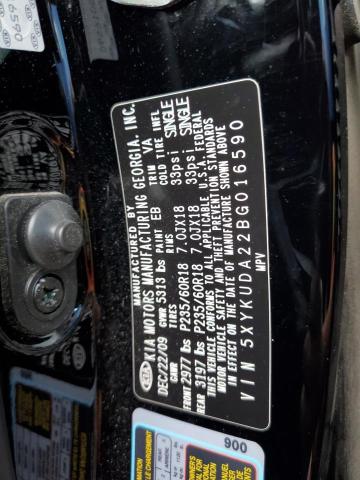 MANUFACTURED BY
KIA MOTORS MANUFACTURING GEORGIA, INC.
DEC/22/09 GVWR 5313 lbs PAINT EB TRIM VA
GAWR TIRES RIMS COLD TIRE INFL
FRONT 2977 lbs P235/60R18 7.0JX18 33psi SINGLE
REAR 3197 lbs P235/60R18 7.0JX18 33psi SINGLE
THIS VEHICLE CONFORMS TO ALL APPLICABLE U.S.A. FEDERAL
MOTOR VEHICLE SAFETY AND THEFT PREVENTION STANDARDS
IN EFFECT ON THE DATE OF MANUFACTURE SHOWN ABOVE
VIN 5XYKUDA22BG016590
MPV
KIA
900